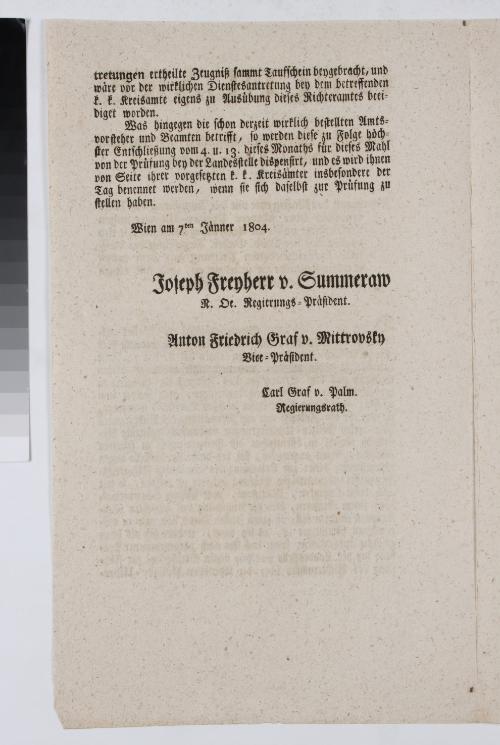 tretungen ertheilte Zeugniß sammt Taufschein beygebracht, und
wäre vor der wirklichen Dienstesantretung bey dem betreffenden
k. k. Kreisamte eigens zu Ausübung dieses Richteramtes beei-
diget worden.
Was hingegen die schon derzeit wirklich bestellten Amts-
vorsteher und Beamten betrifft, so werden diese zu Folge höch-
ster Entschließung vom 4. u. 13. dieses Monaths für dieses Mahl
von der Prüfung bey der Landesstelle dispensirt, und es wird ihnen
von Seite ihrer vorgesetzten k. k. Kreisämter insbesondere der
Tag benennet werden, wenn sie sich daselbst zur Prüfung zu
stellen haben.
Wien am 7ten Jänner 1804.
Joseph Freyherr v. Summeraw
N. Oe. Regierungs-Präsident.
Anton Friedrich Graf v. Mittrovsky
Vice-Präsident.
Carl Graf v. Palm.
Regierungsrath.